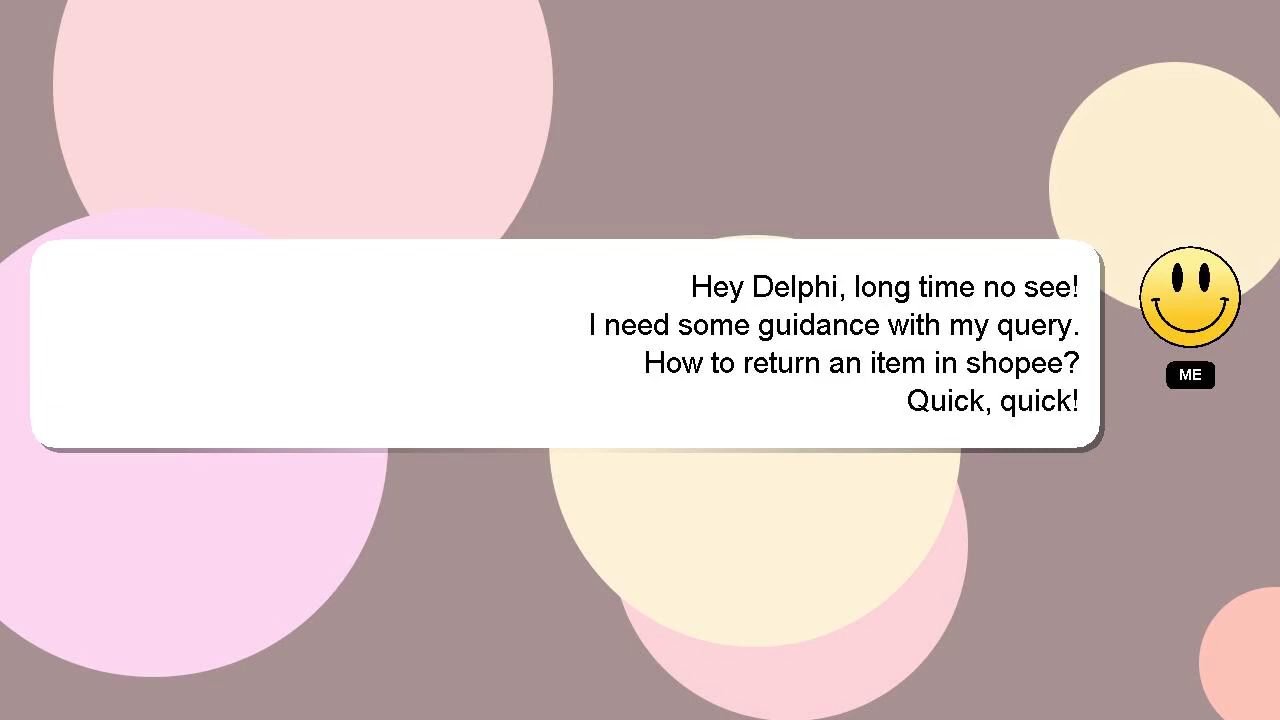 Hey Delphi, long time no see!
I need some guidance with my query.
How to return an item in shopee?
Quick, quick!
ME